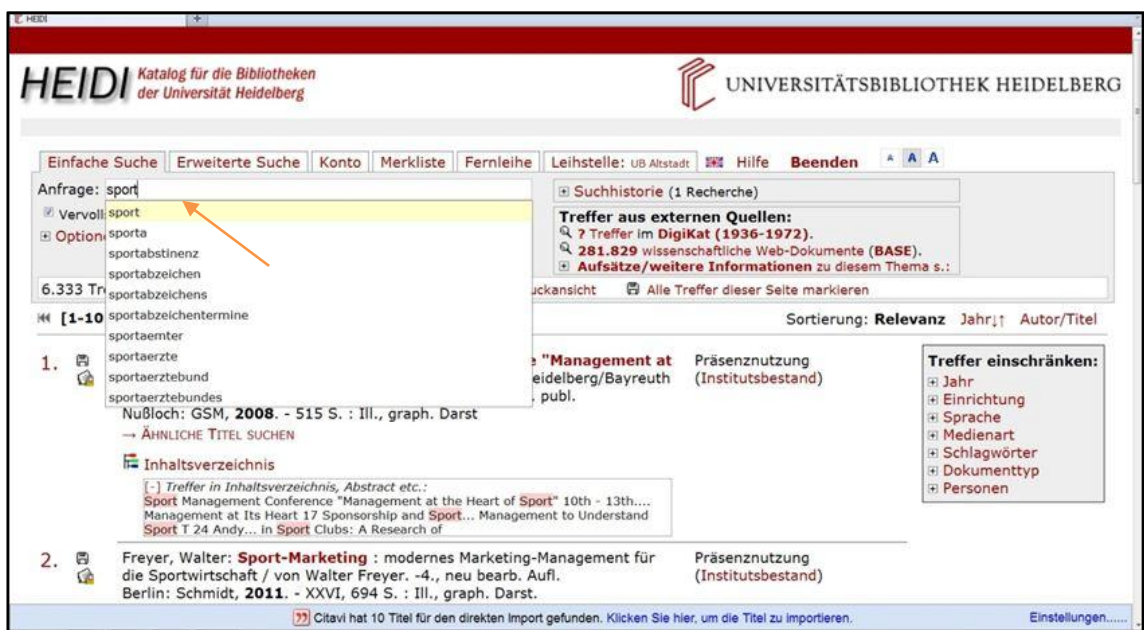 HEIDI
HEIDI Katalog für die Bibliotheken
der Universität Heidelberg
UNIVERSITÄTSBIBLIOTHEK HEIDELBERG
Einfache Suche Erweiterte Suche Konto Merkliste Fernleihe Leihstelle: UB Altstadt Hilfe Beenden A A A
Anfrage: sport
Suchhistorie (1 Recherche)
Vervoll
Option
sport
sporta
sportabstinenz
sportabzeichen
sportabzeichens
sportabzeichentermine
sportaemter
sportaerzte
sportaerztebund
sportaerztebundes
Treffer aus externen Quellen:
? Treffer im DigiKat (1936-1972).
281.829 wissenschaftliche Web-Dokumente (BASE).
Aufsätze/weitere Informationen zu diesem Thema s.:
6.333 Tr
uckansicht Alle Treffer dieser Seite markieren
[1-10
Sortierung: Relevanz Jahr↓↑ Autor/Titel
1.
e "Management at
eidelberg/Bayreuth
. publ.
Nußloch: GSM, 2008. - 515 S. : Ill., graph. Darst
→ ÄHNLICHE TITEL SUCHEN
Präsenznutzung
(Institutsbestand)
Inhaltsverzeichnis
[-] Treffer in Inhaltsverzeichnis, Abstract etc.:
Sport Management Conference "Management at the Heart of Sport" 10th - 13th....
Management at Its Heart 17 Sponsorship and Sport... Management to Understand
Sport T 24 Andy... in Sport Clubs: A Research of
Treffer einschränken:
Jahr
Einrichtung
Sprache
Medienart
Schlagwörter
Dokumenttyp
Personen
2. Freyer, Walter: Sport-Marketing : modernes Marketing-Management für
die Sportwirtschaft / von Walter Freyer. -4., neu bearb. Aufl.
Berlin: Schmidt, 2011. - XXVI, 694 S. : Ill., graph. Darst.
Präsenznutzung
(Institutsbestand)
Citavi hat 10 Titel für den direkten Import gefunden. Klicken Sie hier, um die Titel zu importieren.
Einstellungen......